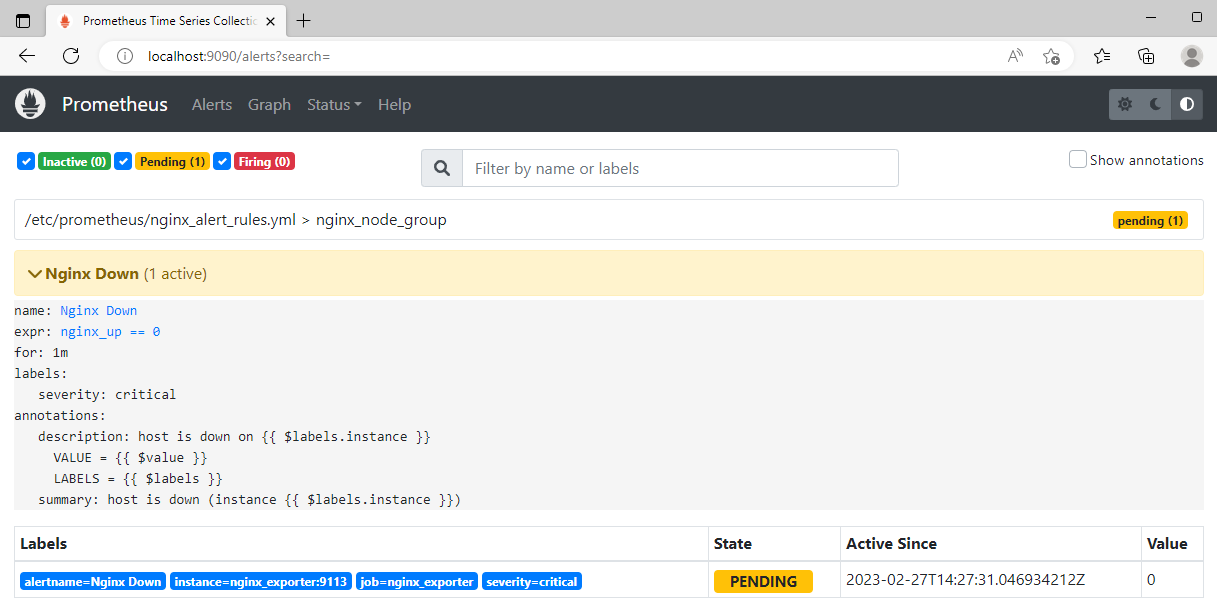 Prometheus Time Series Collectic
localhost:9090/alerts?search=
Prometheus Alerts Graph Status Help
Inactive (0) Pending (1) Firing (0) Filter by name or labels Show annotations
/etc/prometheus/nginx_alert_rules.yml > nginx_node_group pending (1)
Nginx Down (1 active)
name: Nginx Down
expr: nginx_up == 0
for: 1m
labels:
severity: critical
annotations:
description: host is down on {{ $labels.instance }}
VALUE = {{ $value }}
LABELS = {{ $labels }}
summary: host is down (instance {{ $labels.instance }})
Labels State Active Since Value
alertname=Nginx Down instance=nginx_exporter:9113 job=nginx_exporter severity=critical PENDING 2023-02-27T14:27:31.046934212Z 0